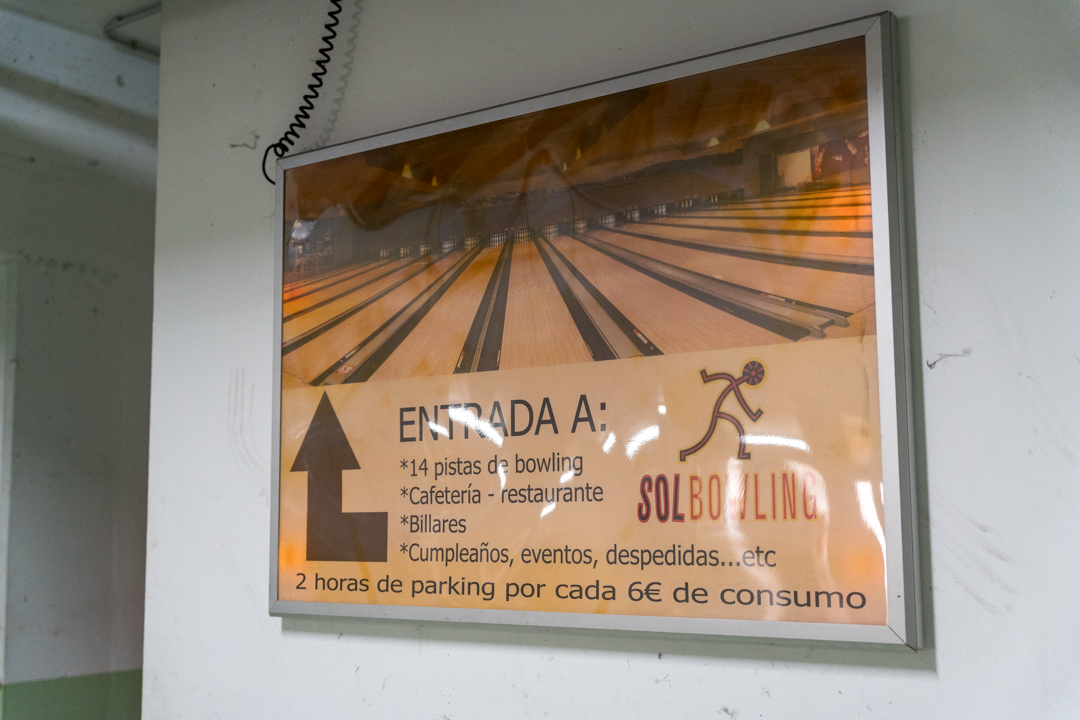 ENTRADA A:
*14 pistas de bowling
*Cafetería - restaurante
*Billares
*Cumpleaños, eventos, despedidas...etc
SOLBOWLING
2 horas de parking por cada 6€ de consumo